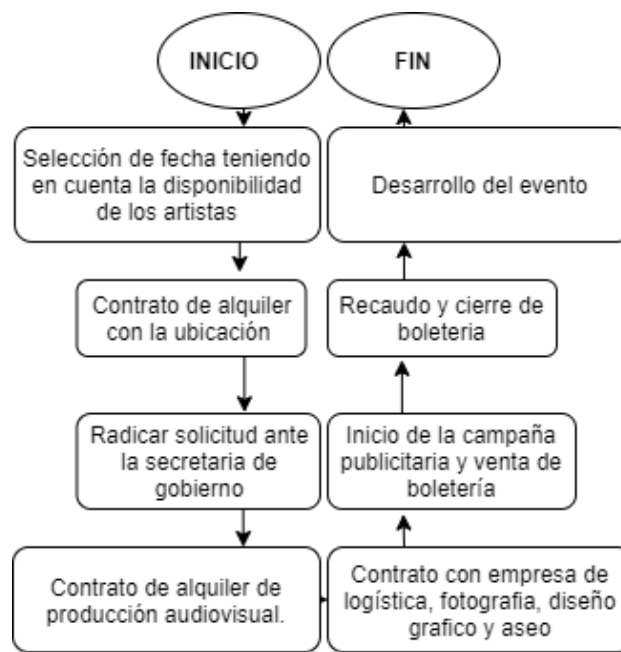 INICIO
Selección de fecha teniendo
en cuenta la disponibilidad
de los artistas
Contrato de alquiler
con la ubicación
Radicar solicitud ante
la secretaria de
gobierno
Contrato de alquiler de
producción audiovisual.
Contrato con empresa de
logística, fotografia, diseño
grafico y aseo
Inicio de la campaña
publicitaria y venta de
boletería
Recaudo y cierre de
boleteria
Desarrollo del evento
FIN